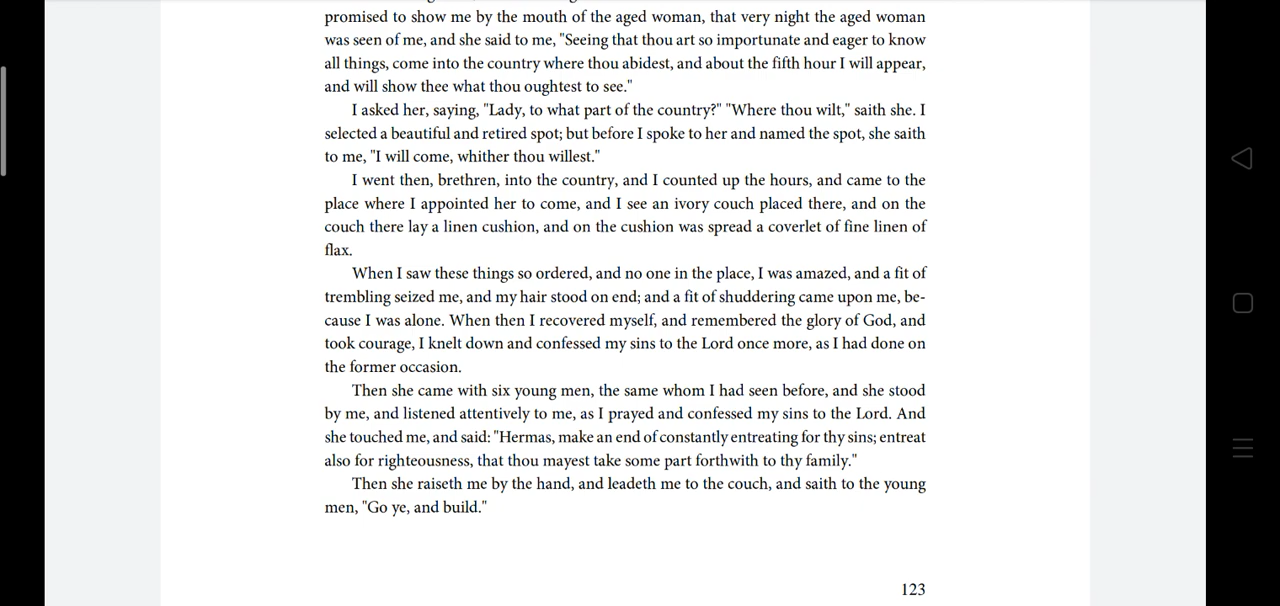 promised to show me by the mouth of the aged woman, that very night the aged woman
was seen of me, and she said to me, "Seeing that thou art so importunate and eager to know
all things, come into the country where thou abidest, and about the fifth hour I will appear,
and will show thee what thou oughtest to see."
I asked her, saying, "Lady, to what part of the country?" "Where thou wilt," saith she. I
selected a beautiful and retired spot; but before I spoke to her and named the spot, she saith
to me, "I will come, whither thou willest."
I went then, brethren, into the country, and I counted up the hours, and came to the
place where I appointed her to come, and I see an ivory couch placed there, and on the
couch there lay a linen cushion, and on the cushion was spread a coverlet of fine linen of
flax.
When I saw these things so ordered, and no one in the place, I was amazed, and a fit of
trembling seized me, and my hair stood on end; and a fit of shuddering came upon me, be-
cause I was alone. When then I recovered myself, and remembered the glory of God, and
took courage, I knelt down and confessed my sins to the Lord once more, as I had done on
the former occasion.
Then she came with six young men, the same whom I had seen before, and she stood
by me, and listened attentively to me, as I prayed and confessed my sins to the Lord. And
she touched me, and said: "Hermas, make an end of constantly entreating for thy sins; entreat
also for righteousness, that thou mayest take some part forthwith to thy family."
Then she raiseth me by the hand, and leadeth me to the couch, and saith to the young
men, "Go ye, and build."
123